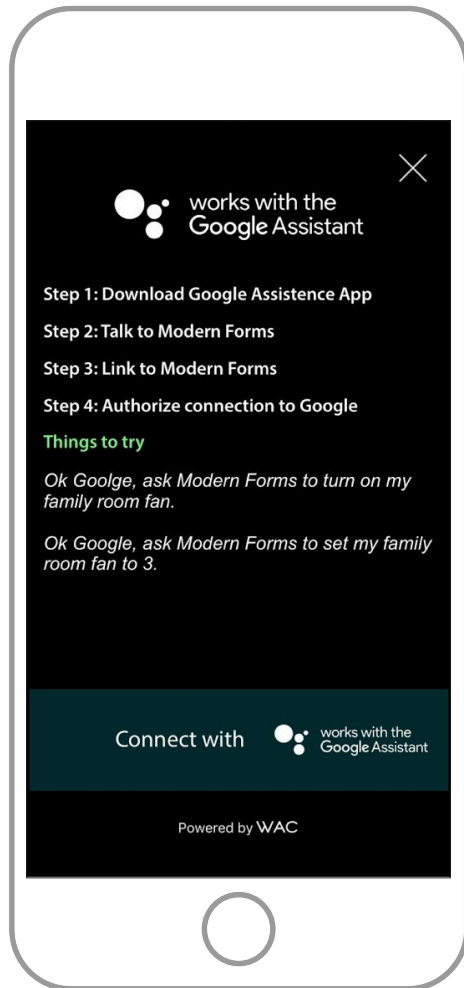 works with the
Google Assistant
Step 1: Download Google Assistence App
Step 2: Talk to Modern Forms
Step 3: Link to Modern Forms
Step 4: Authorize connection to Google
Things to try
Ok Goolge, ask Modern Forms to turn on my
family room fan.
Ok Google, ask Modern Forms to set my family
room fan to 3.
Connect with
works with the
Google Assistant
Powered by WAC